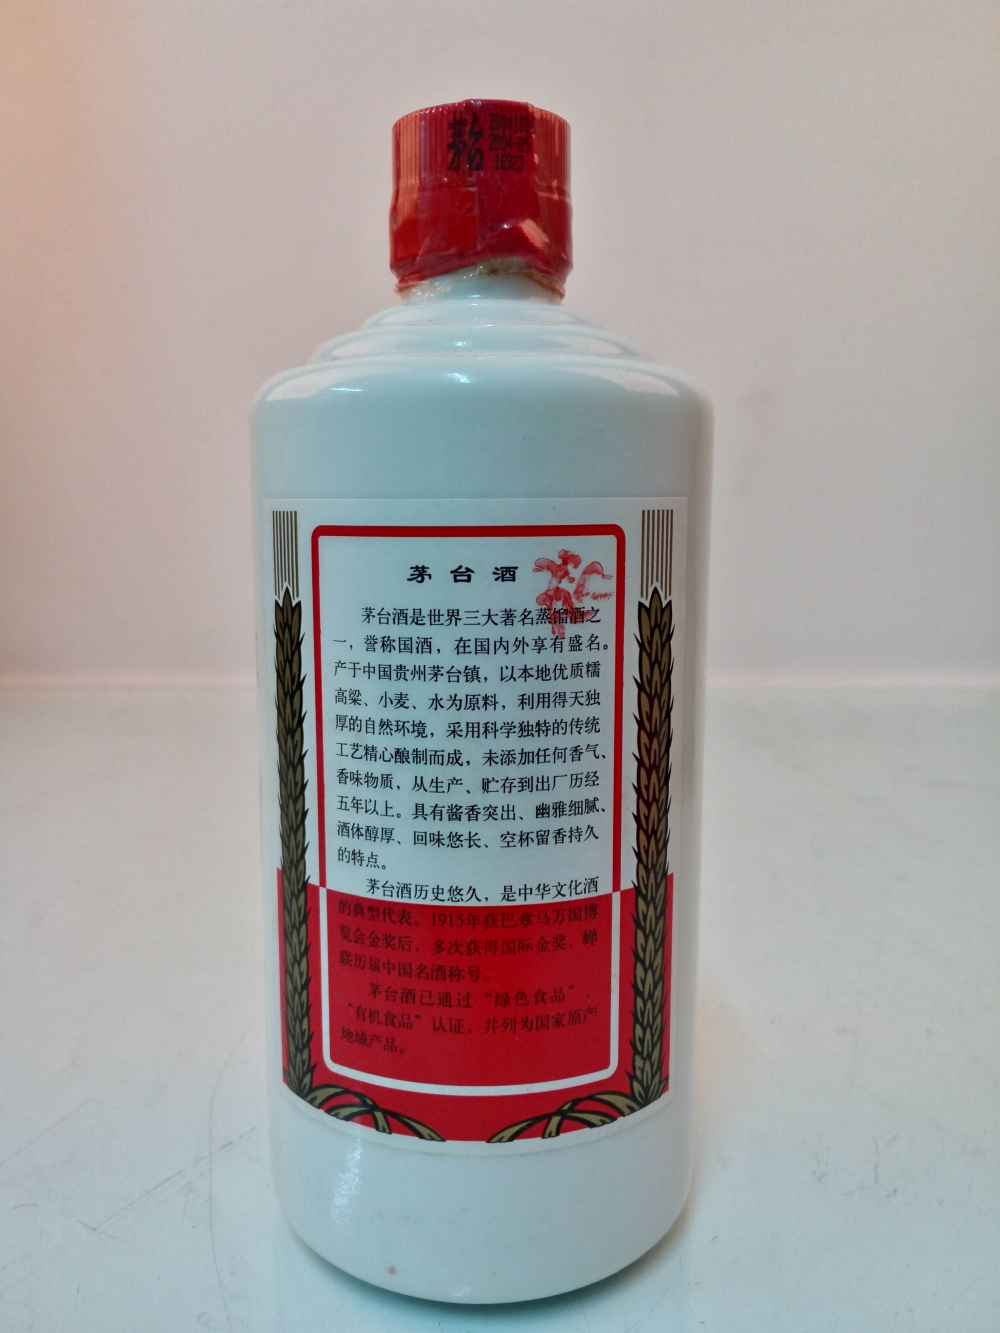 茅台
茅台酒
茅台酒是世界三大著名蒸馏酒之
一，誉称国酒，在国内外享有盛名。
产于中国贵州茅台镇，以本地优质糯
高粱、小麦、水为原料，利用得天独
厚的自然环境，采用科学独特的传统
工艺精心酿制而成，未添加任何香气、
香味物质，从生产、贮存到出厂历经
五年以上。具有酱香突出、幽雅细腻、
酒体醇厚、回味悠长、空杯留香持久
的特点。
茅台酒历史悠久，是中华文化酒
的典型代表。1915年获巴拿马万国博
览会金奖后，多次获得国际金奖，蝉
联历届中国名酒称号。
茅台酒已通过“绿色食品”、
“有机食品”认证，并列为国家原产
地域产品。